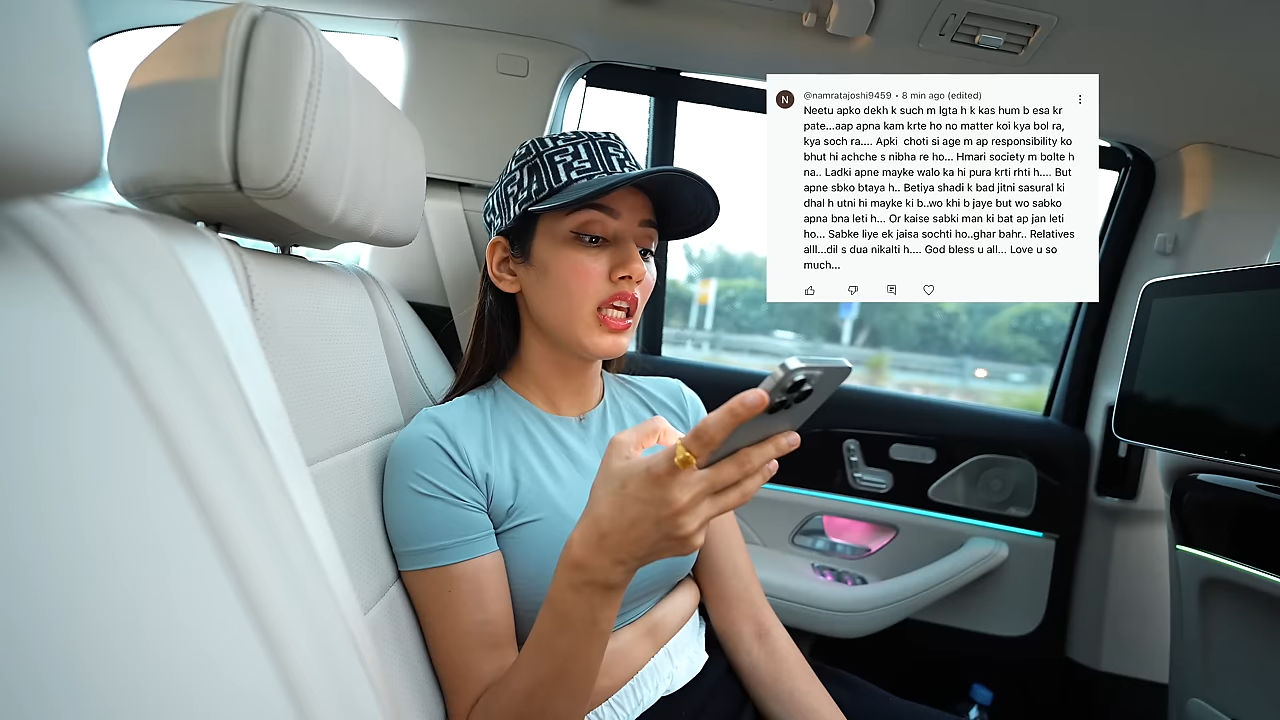 N
@namratajoshi9459 • 8 min ago (edited)
Neetu apko dekh k such m lgta h k kas hum b esa kr
pate...aap apna kam krte ho no matter koi kya bol ra,
kya soch ra.... Apki choti si age m ap responsibility ko
bhut hi achche s nibha re ho... Hmari society m bolte h
na.. Ladki apne mayke walo ka hi pura krti rhti h.... But
apne sbko btaya h.. Betiya shadi k bad jitni sasural ki
dhal h utni hi mayke ki b..wo khi b jaye but wo sabko
apna bna leti h... Or kaise sabki man ki bat ap jan leti
ho... Sabke liye ek jaisa sochti ho..ghar bahr.. Relatives
alll...dil s dua nikalti h.... God bless u all... Love u so
much...